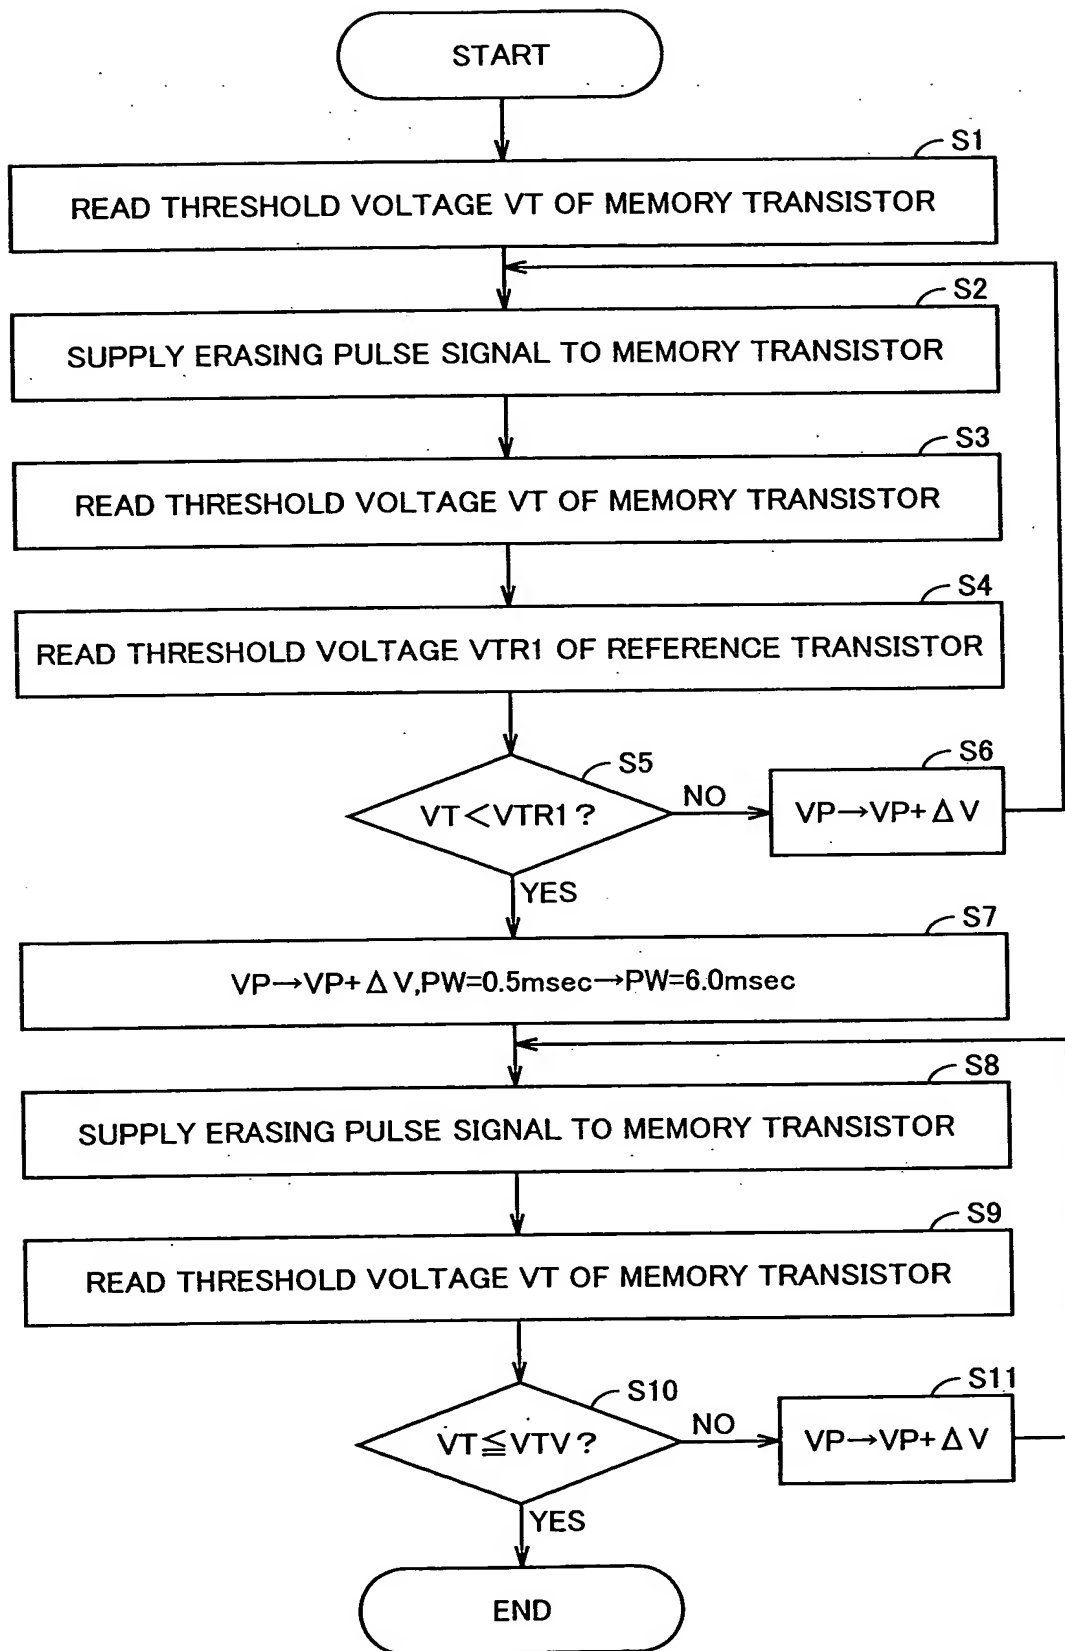 START
S1
READ THRESHOLD VOLTAGE VT OF MEMORY TRANSISTOR
S2
SUPPLY ERASING PULSE SIGNAL TO MEMORY TRANSISTOR
S3
READ THRESHOLD VOLTAGE VT OF MEMORY TRANSISTOR
S4
READ THRESHOLD VOLTAGE VTR1 OF REFERENCE TRANSISTOR
S5
VT<VTR1?
NO
S6
VP→VP+ΔV
YES
S7
VP→VP+ΔV,PW=0.5msec→PW=6.0msec
S8
SUPPLY ERASING PULSE SIGNAL TO MEMORY TRANSISTOR
S9
READ THRESHOLD VOLTAGE VT OF MEMORY TRANSISTOR
S10
VT≦VTV?
NO
S11
VP→VP+ΔV
YES
END